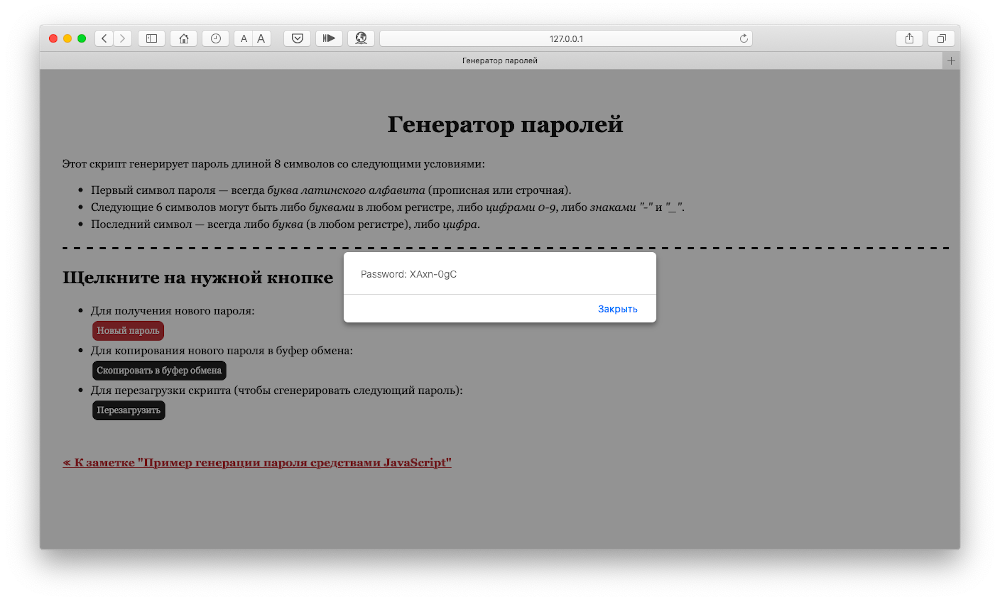 A A
127.0.0.1
Генератор паролей
Генератор паролей
Этот скрипт генерирует пароль длиной 8 символов со следующими условиями:
• Первый символ пароля — всегда буква латинского алфавита (прописная или строчная).
• Следующие 6 символов могут быть либо буквами в любом регистре, либо цифрами 0-9, либо знаками "-" и "_".
• Последний символ — всегда либо буква (в любом регистре), либо цифра.
Щелкните на нужной кнопке
Password: XAxn-0gC
Закрыть
• Для получения нового пароля:
Новый пароль
• Для копирования нового пароля в буфер обмена:
Скопировать в буфер обмена
• Для перезагрузки скрипта (чтобы сгенерировать следующий пароль):
Перезагрузить
« К заметке "Пример генерации пароля средствами JavaScript"